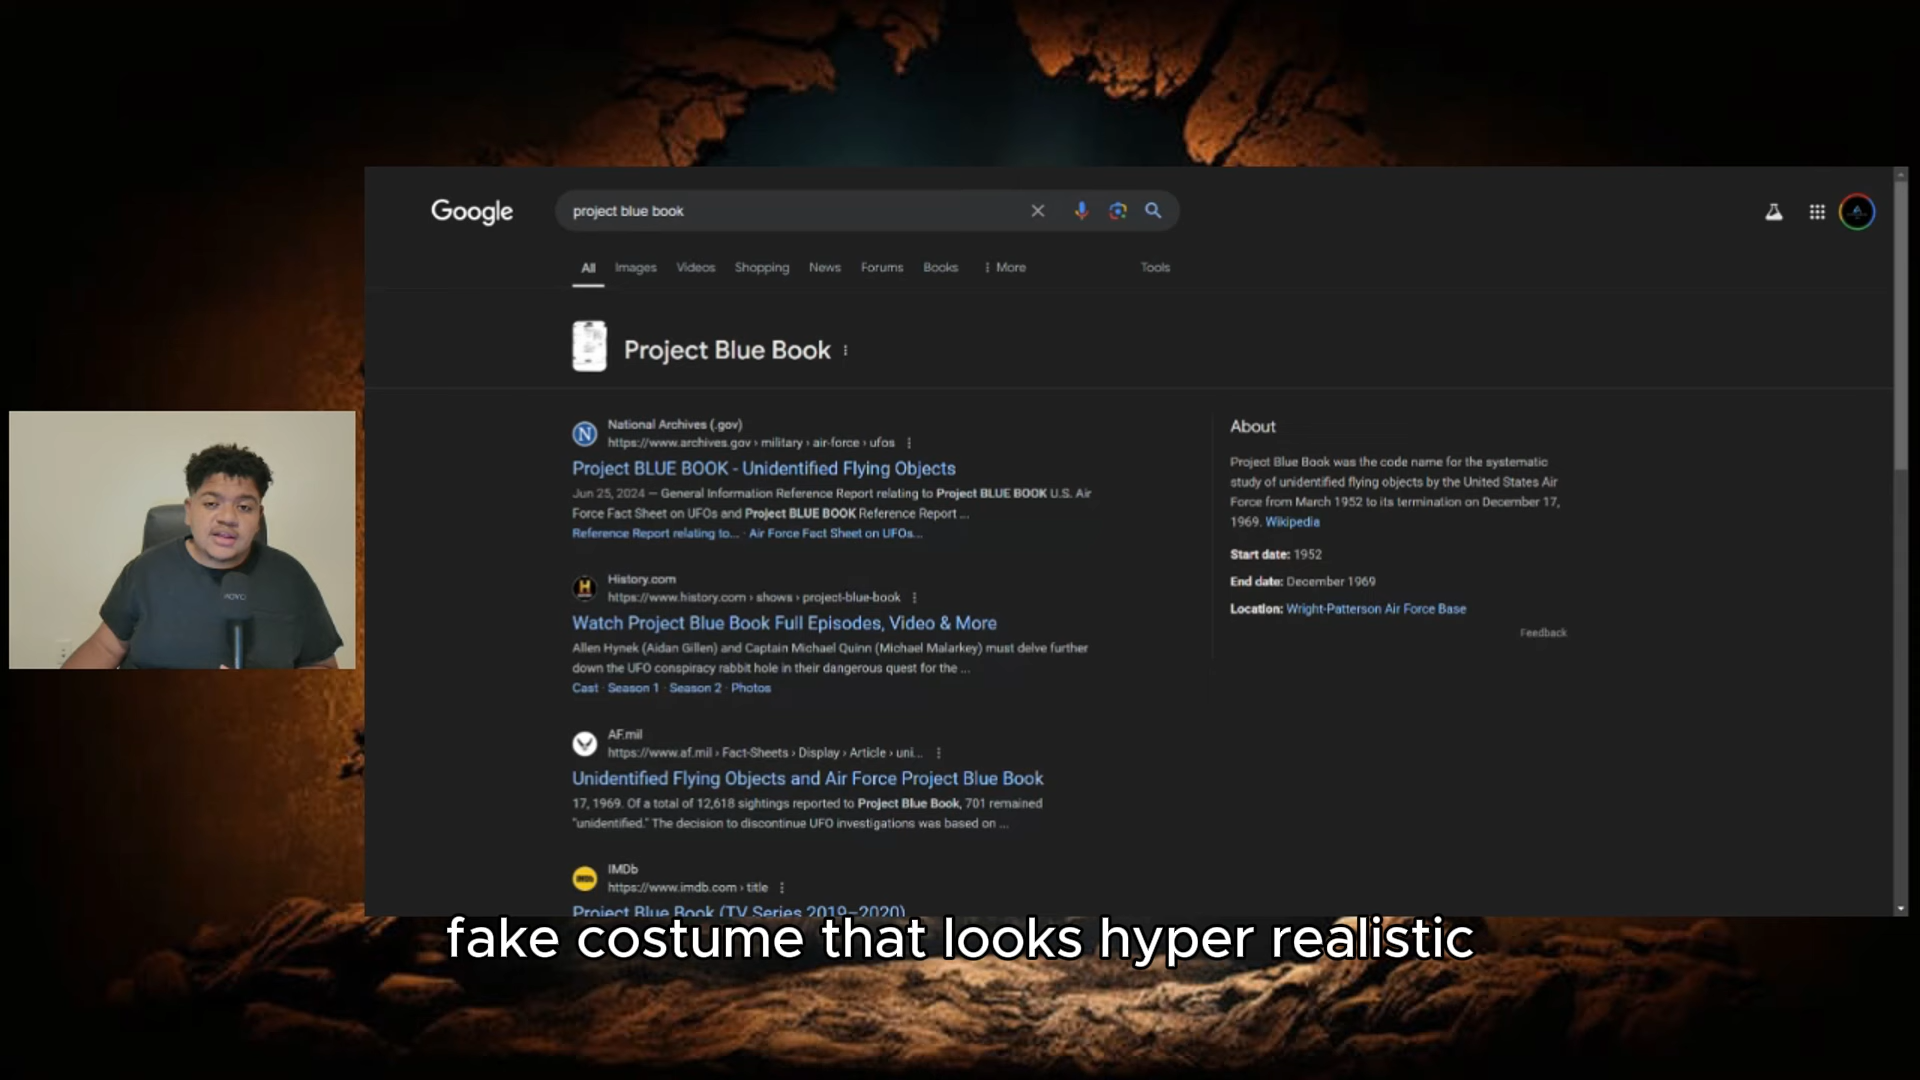 Google
project blue book
All Images Videos Shopping News Forums Books More Tools
Project Blue Book
National Archives (.gov)
https://www.archives.gov › military › air-force › ufos
Project BLUE BOOK - Unidentified Flying Objects
Jun 25, 2024 — General Information Reference Report relating to Project BLUE BOOK U.S. Air
Force Fact Sheet on UFOs and Project BLUE BOOK Reference Report ...
Reference Report relating to... · Air Force Fact Sheet on UFOs...
History.com
https://www.history.com › shows › project-blue-book
Watch Project Blue Book Full Episodes, Video & More
Allen Hynek (Aidan Gillen) and Captain Michael Quinn (Michael Malarkey) must delve further
down the UFO conspiracy rabbit hole in their dangerous quest for the ...
Cast · Season 1 · Season 2 · Photos
AF.mil
https://www.af.mil › Fact-Sheets › Display › Article › uni...
Unidentified Flying Objects and Air Force Project Blue Book
17, 1969. Of a total of 12,618 sightings reported to Project Blue Book, 701 remained
"unidentified." The decision to discontinue UFO investigations was based on ...
IMDb
https://www.imdb.com › title
Project Blue Book (TV Series 2019–2020)
About
Project Blue Book was the code name for the systematic
study of unidentified flying objects by the United States Air
Force from March 1952 to its termination on December 17,
1969. Wikipedia
Start date: 1952
End date: December 1969
Location: Wright-Patterson Air Force Base
Feedback
fake costume that looks hyper realistic